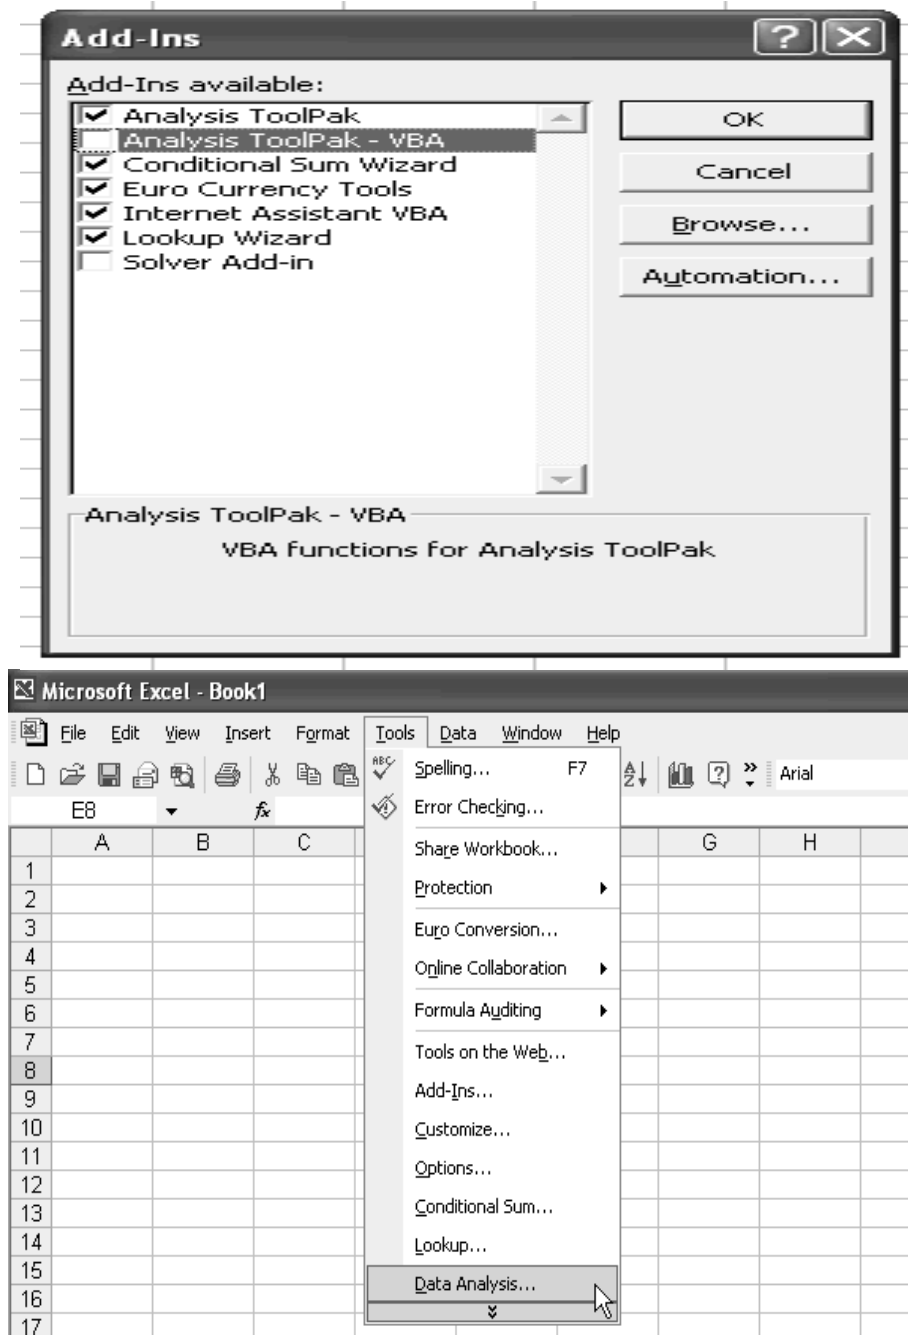 Add-Ins
Add-Ins available:
Analysis ToolPak
Analysis ToolPak - VBA
Conditional Sum Wizard
Euro Currency Tools
Internet Assistant VBA
Lookup Wizard
Solver Add-in
OK
Cancel
Browse...
Automation...
Analysis ToolPak - VBA
VBA functions for Analysis ToolPak
Microsoft Excel - Book1
File Edit View Insert Format Tools Data Window Help
Arial
E8 fx
A B C G H
Spelling... F7
Error Checking...
Share Workbook...
Protection
Euro Conversion...
Online Collaboration
Formula Auditing
Tools on the Web...
Add-Ins...
Customize...
Options...
Conditional Sum...
Lookup...
Data Analysis...
1
2
3
4
5
6
7
8
9
10
11
12
13
14
15
16
17